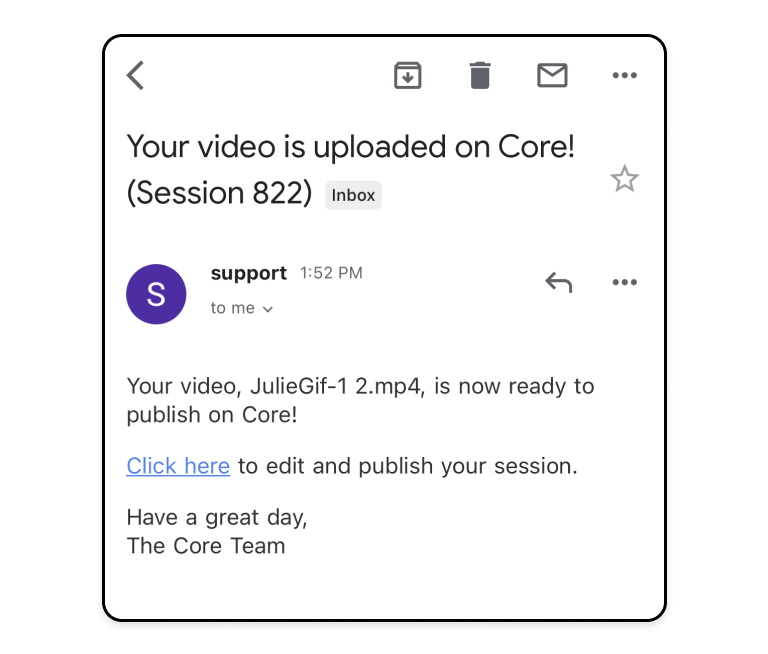 Your video is uploaded on Core!
(Session 822) Inbox
S
support 1:52 PM
to me
Your video, JulieGif-1 2.mp4, is now ready to
publish on Core!
Click here to edit and publish your session.
Have a great day,
The Core Team